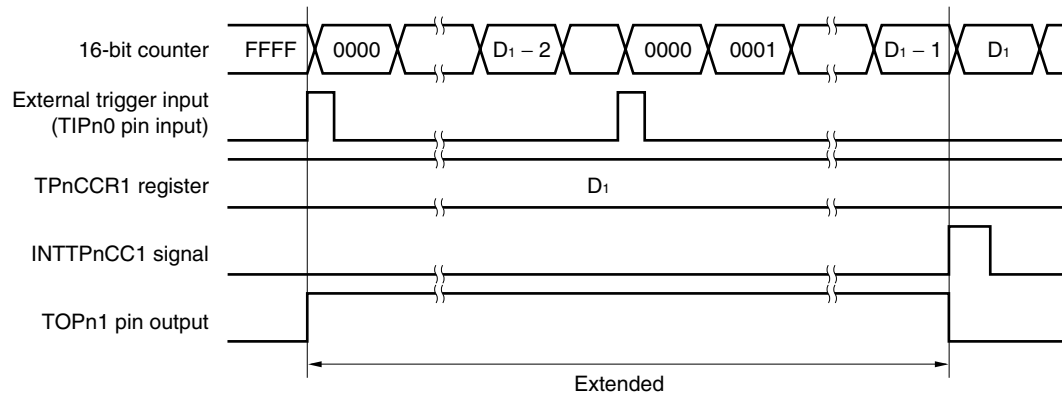 16-bit counter FFFF 0000 D₁ − 2 0000 0001 D₁ − 1 D₁
External trigger input
(TIPn0 pin input)
TPnCCR1 register D₁
INTTPnCC1 signal
TOPn1 pin output
Extended